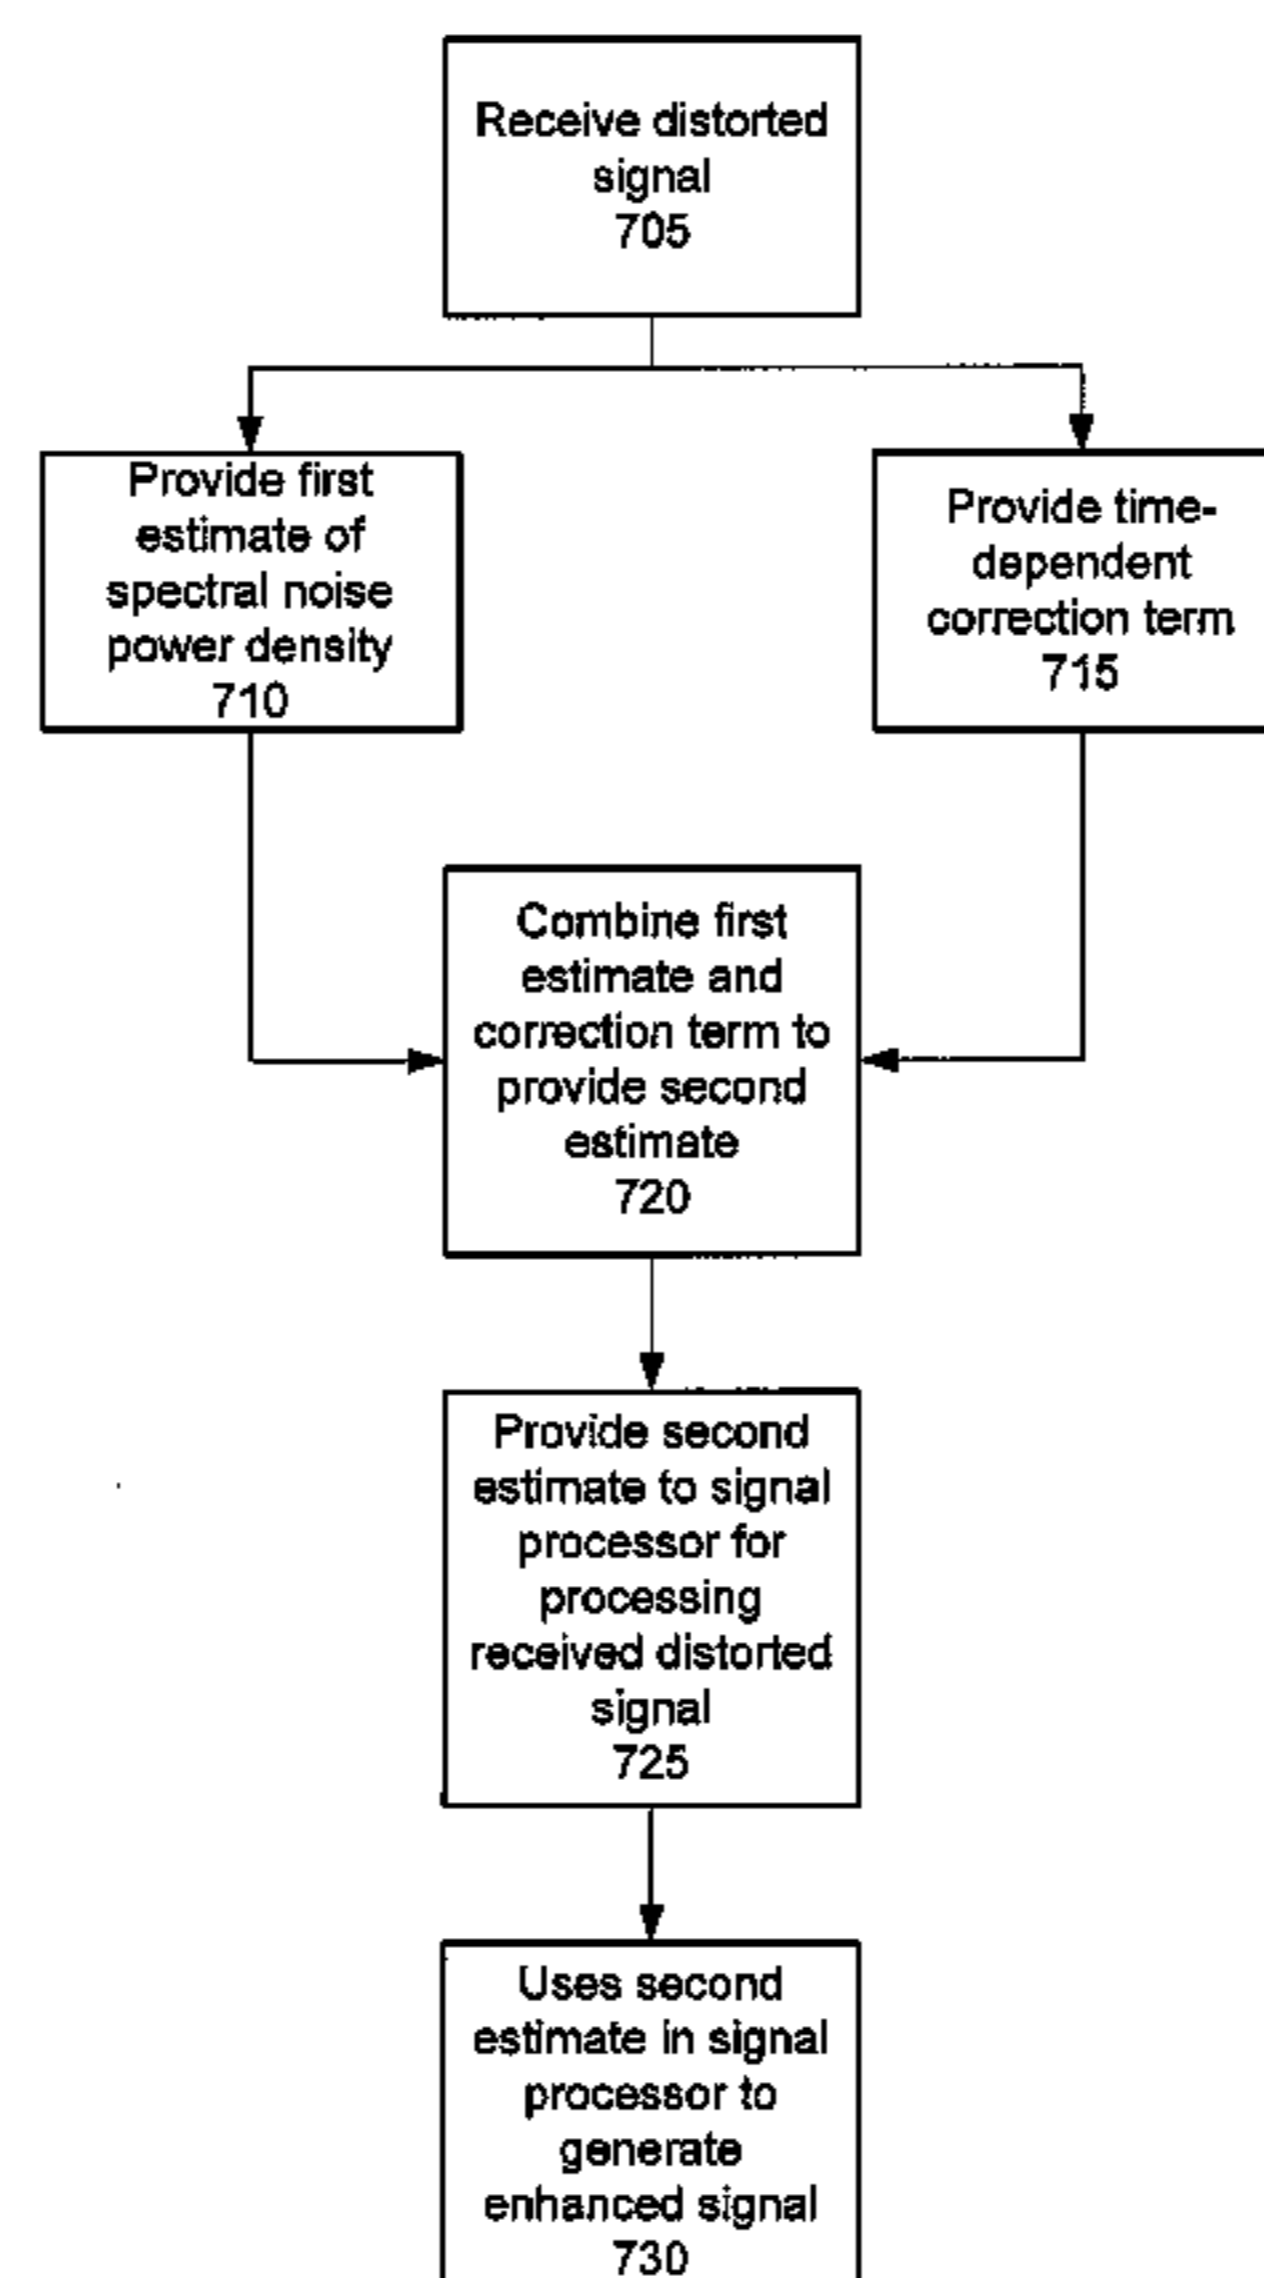 Receive distorted
signal
705
Provide first
estimate of
spectral noise
power density
710
Provide time-
dependent
correction term
715
Combine first
estimate and
correction term to
provide second
estimate
720
Provide second
estimate to signal
processor for
processing
received distorted
signal
725
Uses second
estimate in signal
processor to
generate
enhanced signal
730